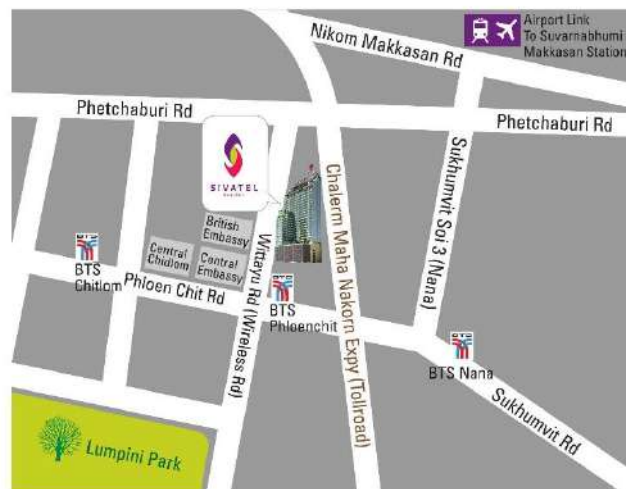 Airport Link
To Suvarnabhumi
Makkasan Station
Nikom Makkasan Rd
Phetchaburi Rd
Phetchaburi Rd
SIVATEL
Sukhumvit Soi 3 (Nana)
Chalerm Maha Nakorn Expy (Tollroad)
British
Embassy
Central
Chidlom
Central
Embassy
Wittayu Rd (Wireless Rd)
BTS
Chitlom
Phloen Chit Rd
BTS
Phloenchit
BTS Nana
Sukhumvit Rd
Lumpini Park